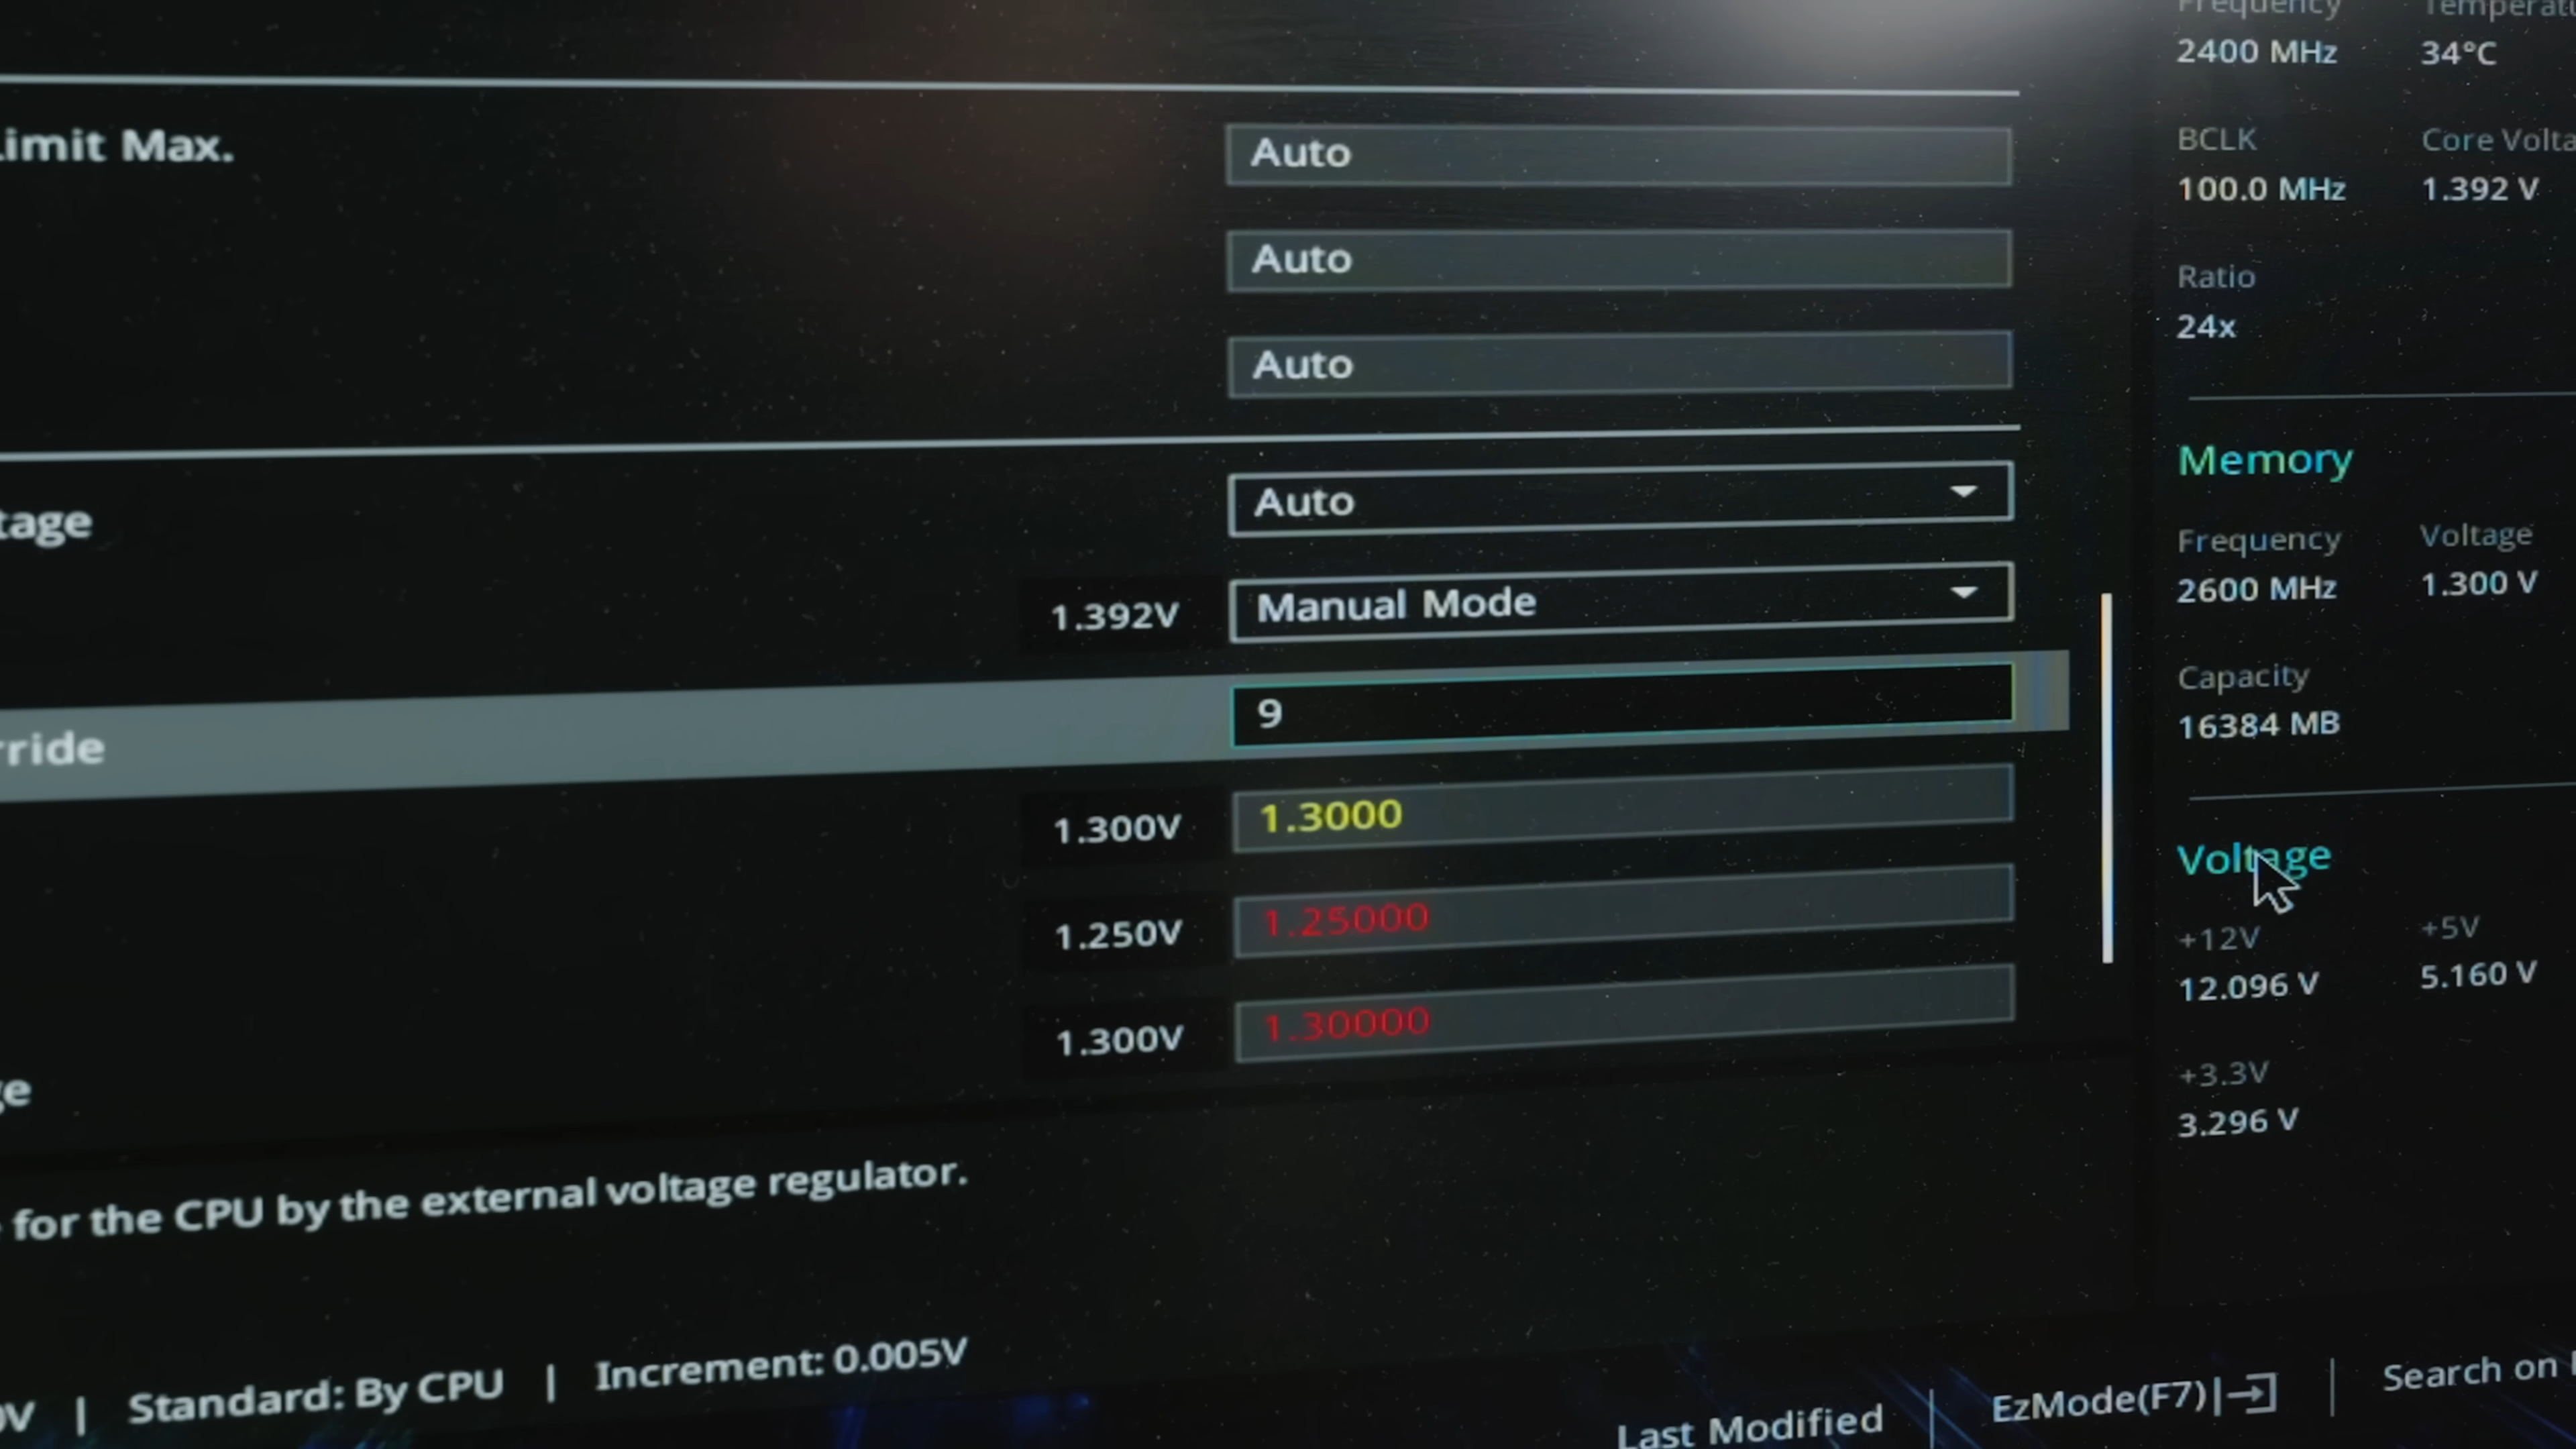 Frequency Temperatu
2400 MHz 34°C
Limit Max. Auto
BCLK Core Volta
100.0 MHz 1.392 V
Auto
Ratio
24x
Auto
Memory
tage Auto
Frequency Voltage
2600 MHz 1.300 V
1.392V Manual Mode
Capacity
16384 MB
rride 9
1.300V 1.3000
Voltage
1.250V 1.25000
+12V +5V
12.096 V 5.160 V
1.300V 1.30000
ge
+3.3V
3.296 V
for the CPU by the external voltage regulator.
0V | Standard: By CPU | Increment: 0.005V
Last Modified | EzMode(F7)| | Search on